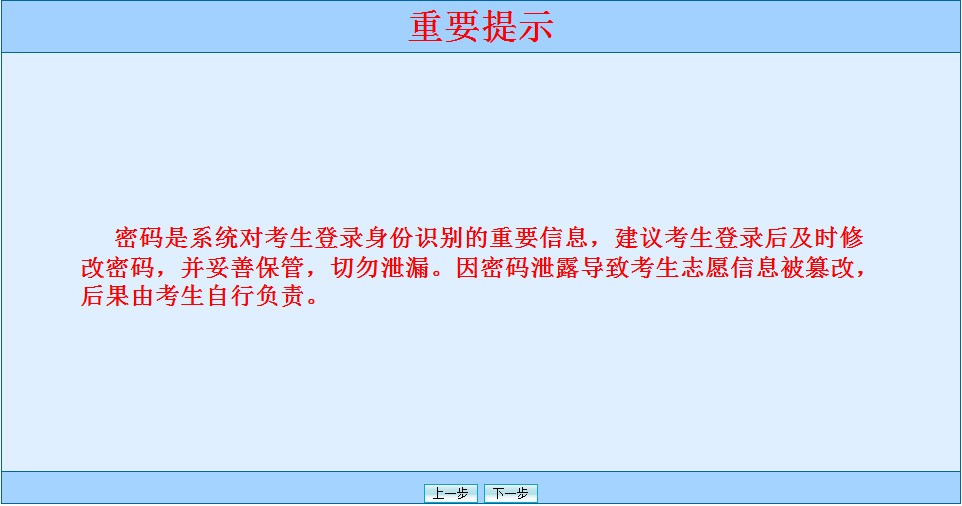 重要提示
密码是系统对考生登录身份识别的重要信息，建议考生登录后及时修
改密码，并妥善保管，切勿泄漏。因密码泄露导致考生志愿信息被篡改，
后果由考生自行负责。
上一步 下一步